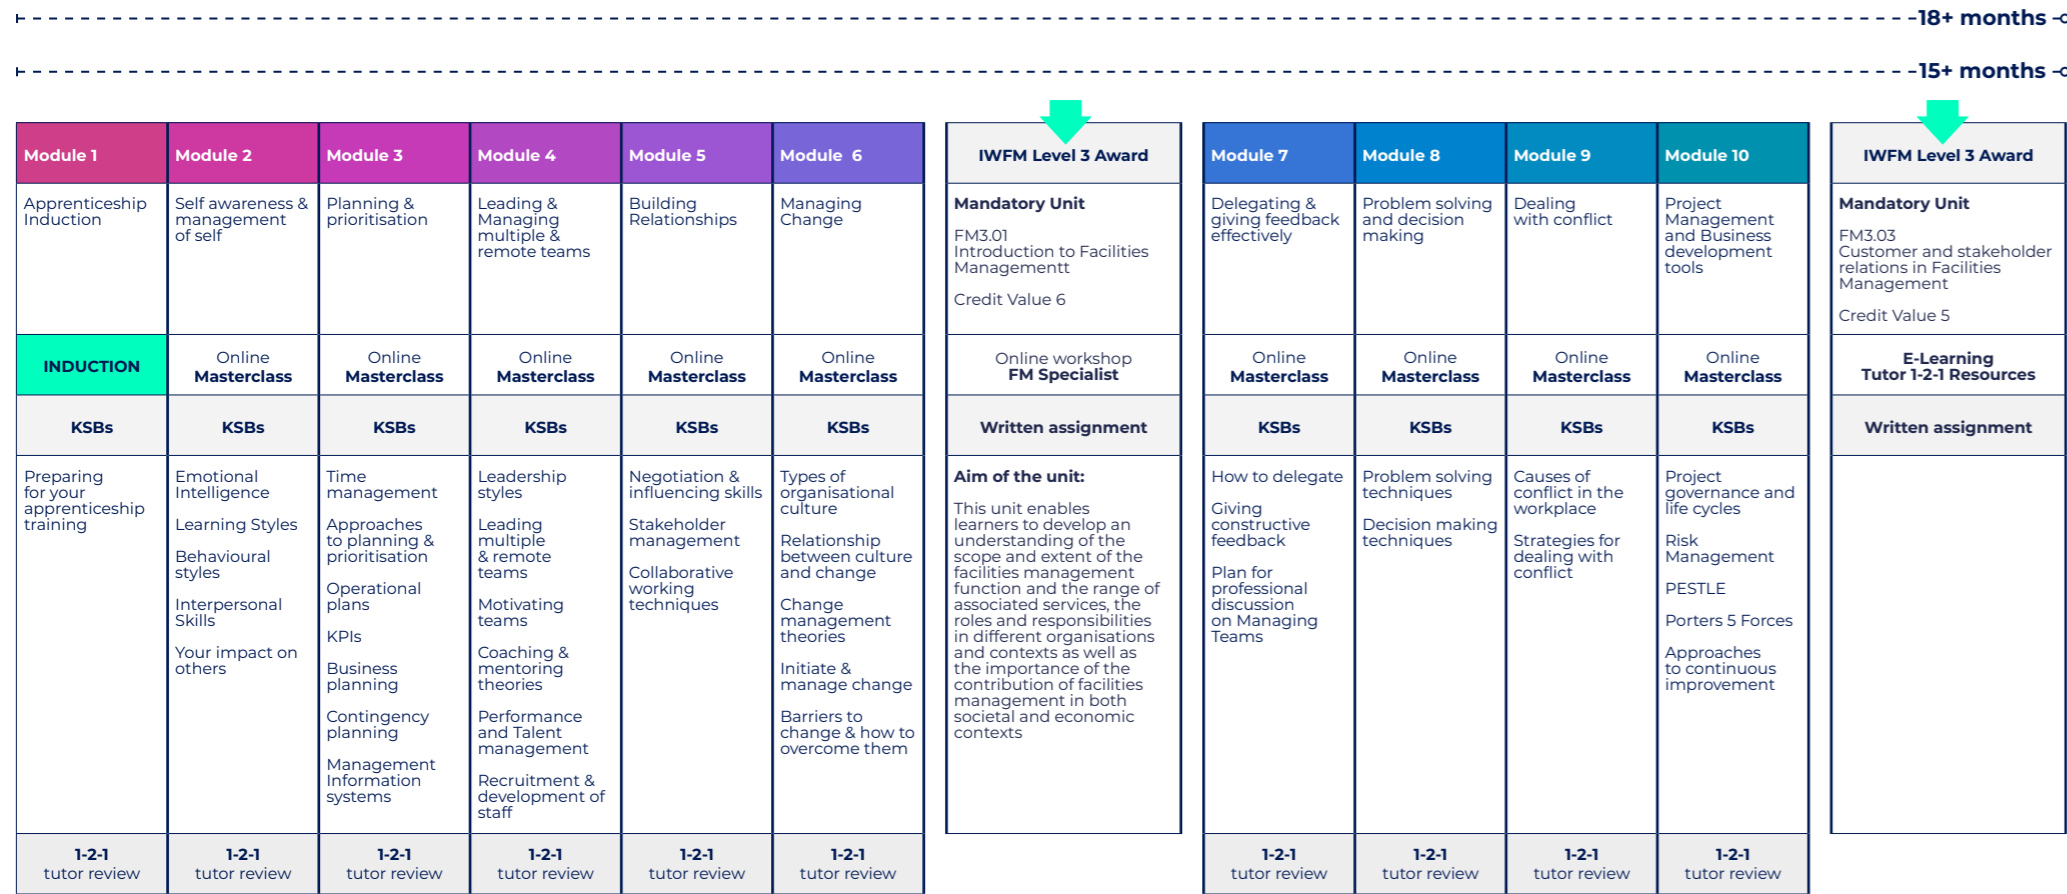 18+ months
15+ months
Module 1
Apprenticeship
Induction
INDUCTION
KSBs
Preparing
for your
apprenticeship
training
1-2-1
tutor review
Module 2
Self awareness &
management
of self
Online
Masterclass
KSBs
Emotional
Intelligence
Learning Styles
Behavioural
styles
Interpersonal
Skills
Your impact on
others
1-2-1
tutor review
Module 3
Planning &
prioritisation
Online
Masterclass
KSBs
Time
management
Approaches
to planning &
prioritisation
Operational
plans
KPIs
Business
planning
Contingency
planning
Management
Information
systems
1-2-1
tutor review
Module 4
Leading &
Managing
multiple &
remote teams
Online
Masterclass
KSBs
Leadership
styles
Leading
multiple
& remote
teams
Motivating
teams
Coaching &
mentoring
theories
Performance
and Talent
management
Recruitment &
development of
staff
1-2-1
tutor review
Module 5
Building
Relationships
Online
Masterclass
KSBs
Negotiation &
influencing skills
Stakeholder
management
Collaborative
working
techniques
1-2-1
tutor review
Module 6
Managing
Change
Online
Masterclass
KSBs
Types of
organisational
culture
Relationship
between culture
and change
Change
management
theories
Initiate &
manage change
Barriers to
change & how to
overcome them
1-2-1
tutor review
IWFM Level 3 Award
Mandatory Unit
FM3.01
Introduction to Facilities
Managementt
Credit Value 6
Online workshop
FM Specialist
Written assignment
Aim of the unit:
This unit enables
learners to develop an
understanding of the
scope and extent of the
facilities management
function and the range of
associated services, the
roles and responsibilities
in different organisations
and contexts as well as
the importance of the
contribution of facilities
management in both
societal and economic
contexts
Module 7
Delegating &
giving feedback
effectively
Online
Masterclass
KSBs
How to delegate
Giving
constructive
feedback
Plan for
professional
discussion
on Managing
Teams
1-2-1
tutor review
Module 8
Problem solving
and decision
making
Online
Masterclass
KSBs
Problem solving
techniques
Decision making
techniques
1-2-1
tutor review
Module 9
Dealing
with conflict
Online
Masterclass
KSBs
Causes of
conflict in the
workplace
Strategies for
dealing with
conflict
1-2-1
tutor review
Module 10
Project
Management
and Business
development
tools
Online
Masterclass
KSBs
Project
governance and
life cycles
Risk
Management
PESTLE
Porters 5 Forces
Approaches
to continuous
improvement
1-2-1
tutor review
IWFM Level 3 Award
Mandatory Unit
FM3.03
Customer and stakeholder
relations in Facilities
Management
Credit Value 5
E-Learning
Tutor 1-2-1 Resources
Written assignment